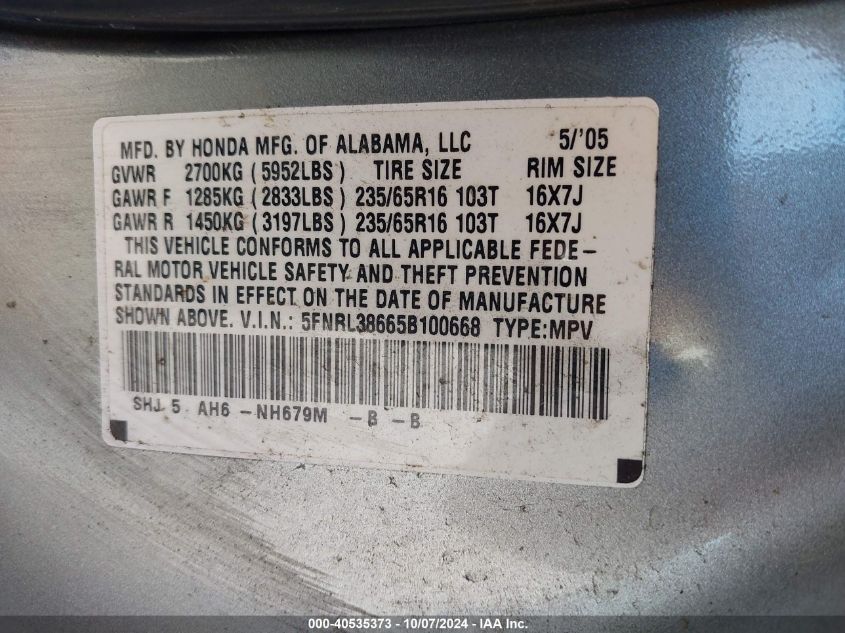 MFD. BY HONDA MFG. OF ALABAMA, LLC 5/'05
GVWR 2700KG (5952LBS) TIRE SIZE RIM SIZE
GAWR F 1285KG (2833LBS) 235/65R16 103T 16X7J
GAWR R 1450KG (3197LBS) 235/65R16 103T 16X7J
THIS VEHICLE CONFORMS TO ALL APPLICABLE FEDE-
RAL MOTOR VEHICLE SAFETY AND THEFT PREVENTION
STANDARDS IN EFFECT ON THE DATE OF MANUFACTURE
SHOWN ABOVE. V.I.N.: 5FNRL38665B100668 TYPE:MPV
SHJ 5 AH6 -NH679M -B -B
000-40535373 - 10/07/2024 - IAA Inc.